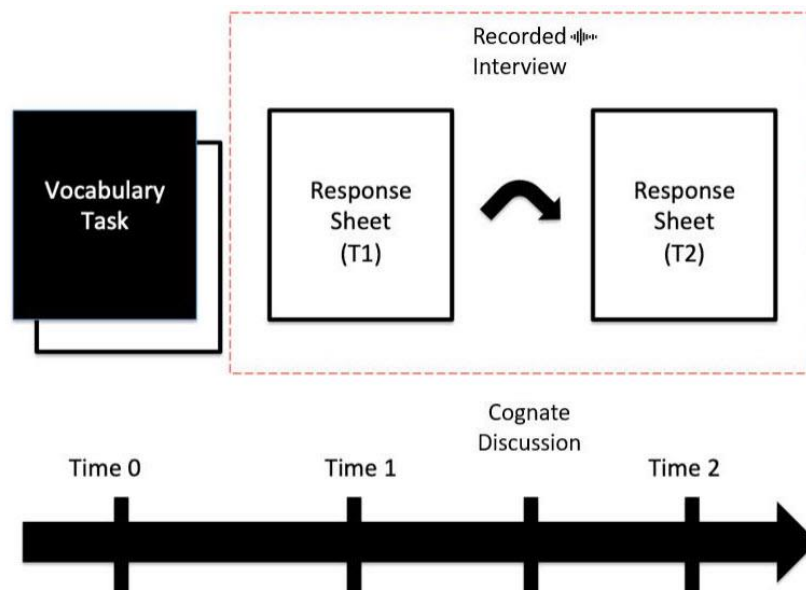 Recorded
Interview
Vocabulary
Task
Response
Sheet
(T1)
Response
Sheet
(T2)
Cognate
Discussion
Time 0
Time 1
Time 2